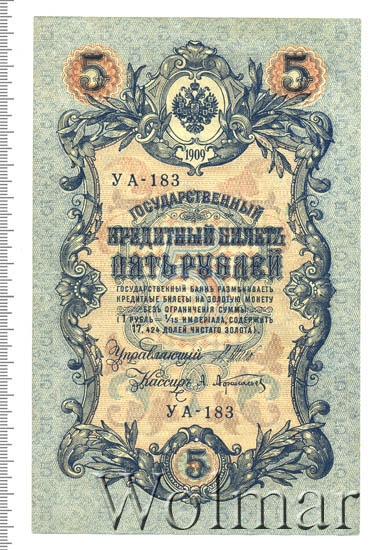 5 5
1909
УА-183
ГОСУДАРСТВЕННЫЙ
КРЕДИТНЫЙ БИЛЕТЪ
ПЯТЬ РУБЛЕЙ
ГОСУДАРСТВЕННЫЙ БАНКЪ РАЗМѢНИВАЕТЪ
КРЕДИТНЫЕ БИЛЕТЫ НА ЗОЛОТУЮ МОНЕТУ
БЕЗЪ ОГРАНИЧЕНІЯ СУММЫ
(1 РУБЛЬ = 1/15 ИМПЕРІАЛА, СОДЕРЖИТЪ
17,424 ДОЛЕЙ ЧИСТАГО ЗОЛОТА).
Управляющій
Кассиръ А. Афанасьев
УА-183
5
Wolmar